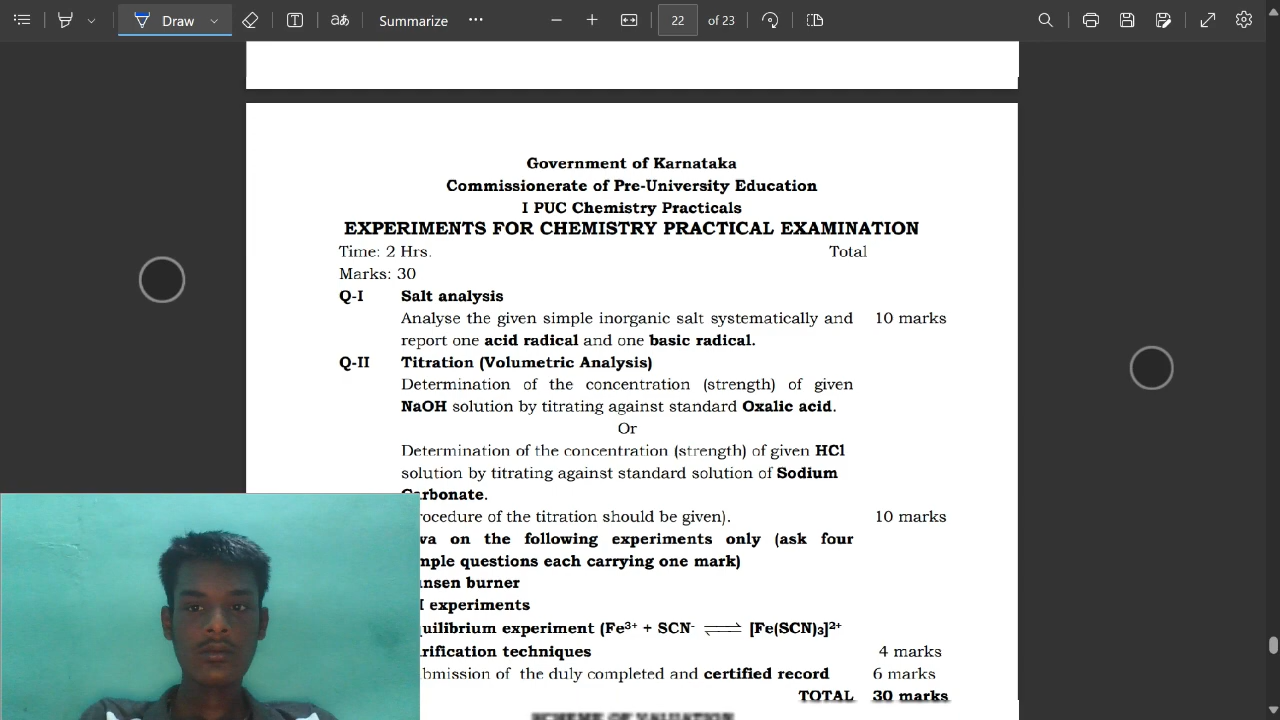 Draw
aあ
Summarize
22 of 23
Government of Karnataka
Commissionerate of Pre-University Education
I PUC Chemistry Practicals
EXPERIMENTS FOR CHEMISTRY PRACTICAL EXAMINATION
Time: 2 Hrs. Total
Marks: 30
Q-I Salt analysis
Analyse the given simple inorganic salt systematically and 10 marks
report one acid radical and one basic radical.
Q-II Titration (Volumetric Analysis)
Determination of the concentration (strength) of given
NaOH solution by titrating against standard Oxalic acid.
Or
Determination of the concentration (strength) of given HCl
solution by titrating against standard solution of Sodium
Carbonate.
rocedure of the titration should be given). 10 marks
va on the following experiments only (ask four
mple questions each carrying one mark)
nsen burner
I experiments
quilibrium experiment (Fe³⁺ + SCN⁻ ⇌ [Fe(SCN)₃]²⁺
rification techniques 4 marks
bmission of the duly completed and certified record 6 marks
TOTAL 30 marks
SCHEME OF VALUATION